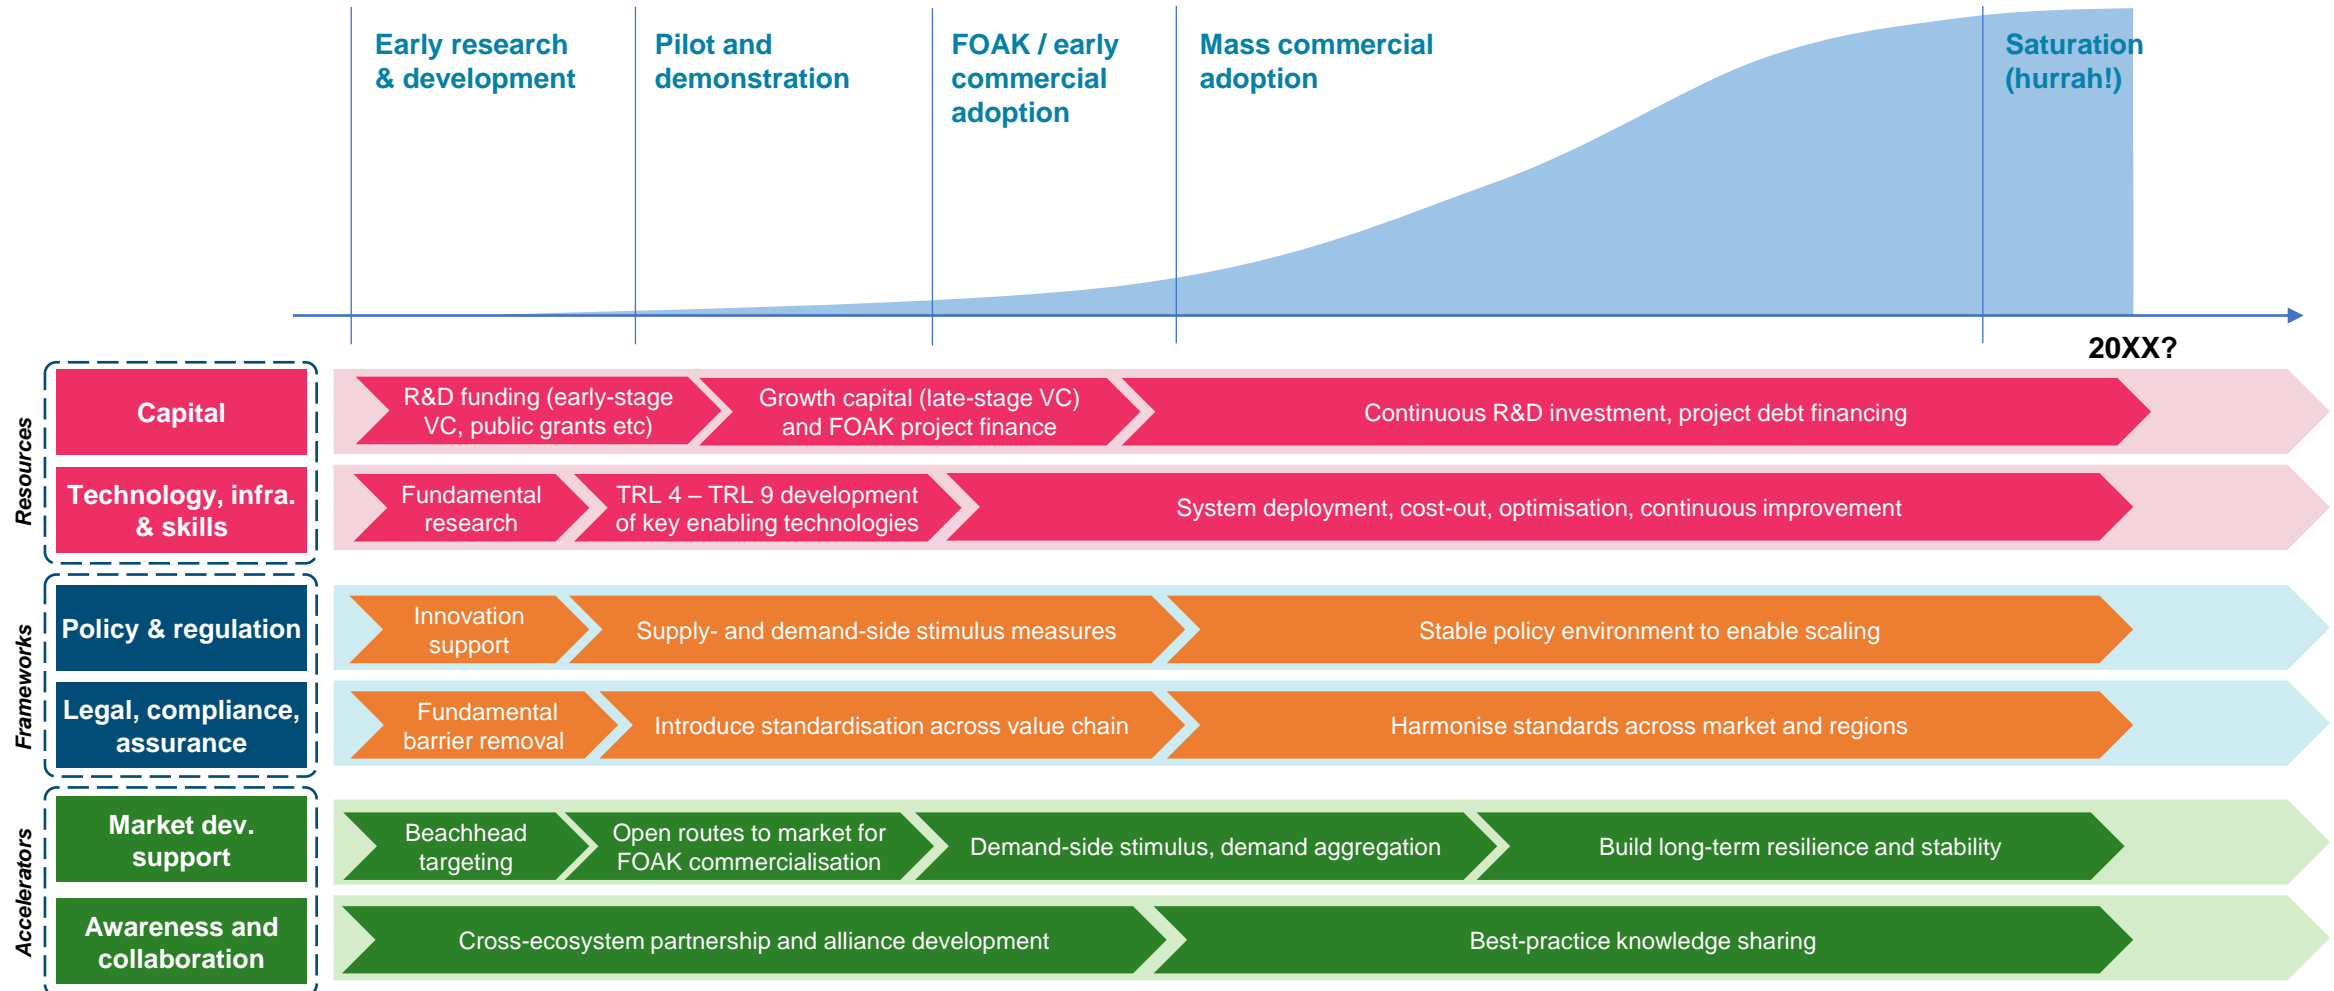 Early research
& development
Pilot and
demonstration
FOAK / early
commercial
adoption
Mass commercial
adoption
Saturation
(hurrah!)
20XX?
Resources
Capital
R&D funding (early-stage
VC, public grants etc)
Growth capital (late-stage VC)
and FOAK project finance
Continuous R&D investment, project debt financing
Technology, infra.
& skills
Fundamental
research
TRL 4 – TRL 9 development
of key enabling technologies
System deployment, cost-out, optimisation, continuous improvement
Frameworks
Policy & regulation
Innovation
support
Supply- and demand-side stimulus measures
Stable policy environment to enable scaling
Legal, compliance,
assurance
Fundamental
barrier removal
Introduce standardisation across value chain
Harmonise standards across market and regions
Accelerators
Market dev.
support
Beachhead
targeting
Open routes to market for
FOAK commercialisation
Demand-side stimulus, demand aggregation
Build long-term resilience and stability
Awareness and
collaboration
Cross-ecosystem partnership and alliance development
Best-practice knowledge sharing